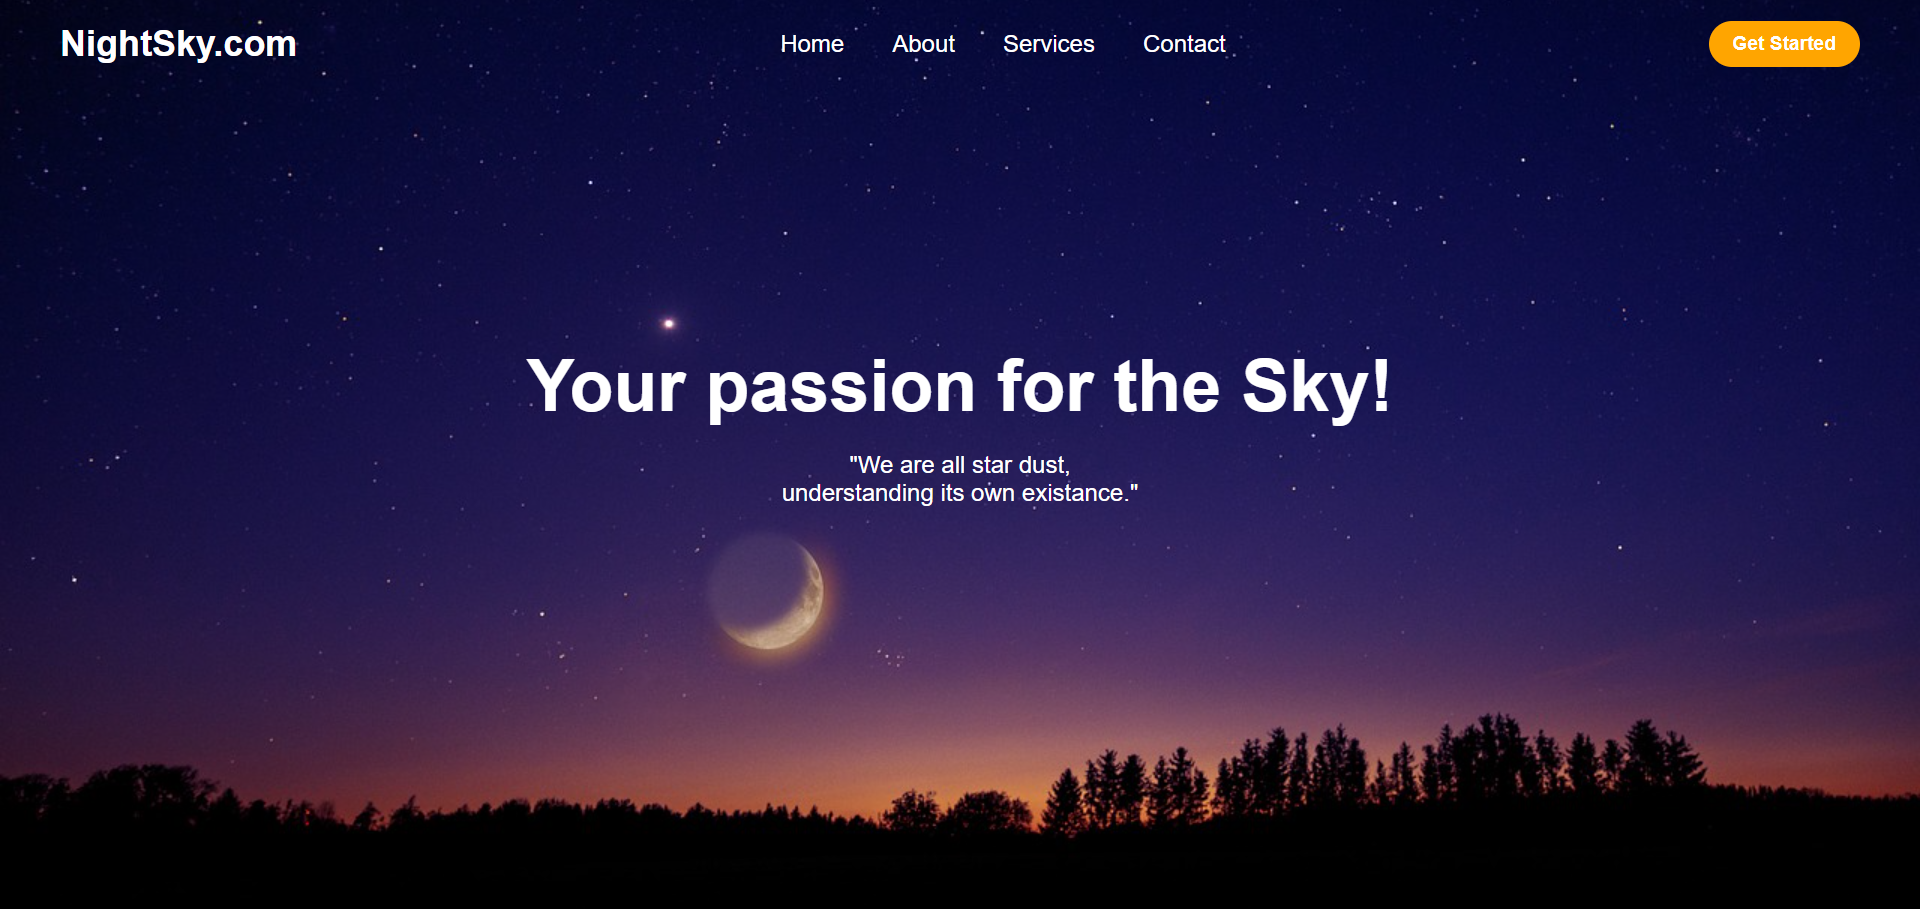 NightSky.com
Home About Services Contact
Get Started
Your passion for the Sky!
"We are all star dust,
understanding its own existance."